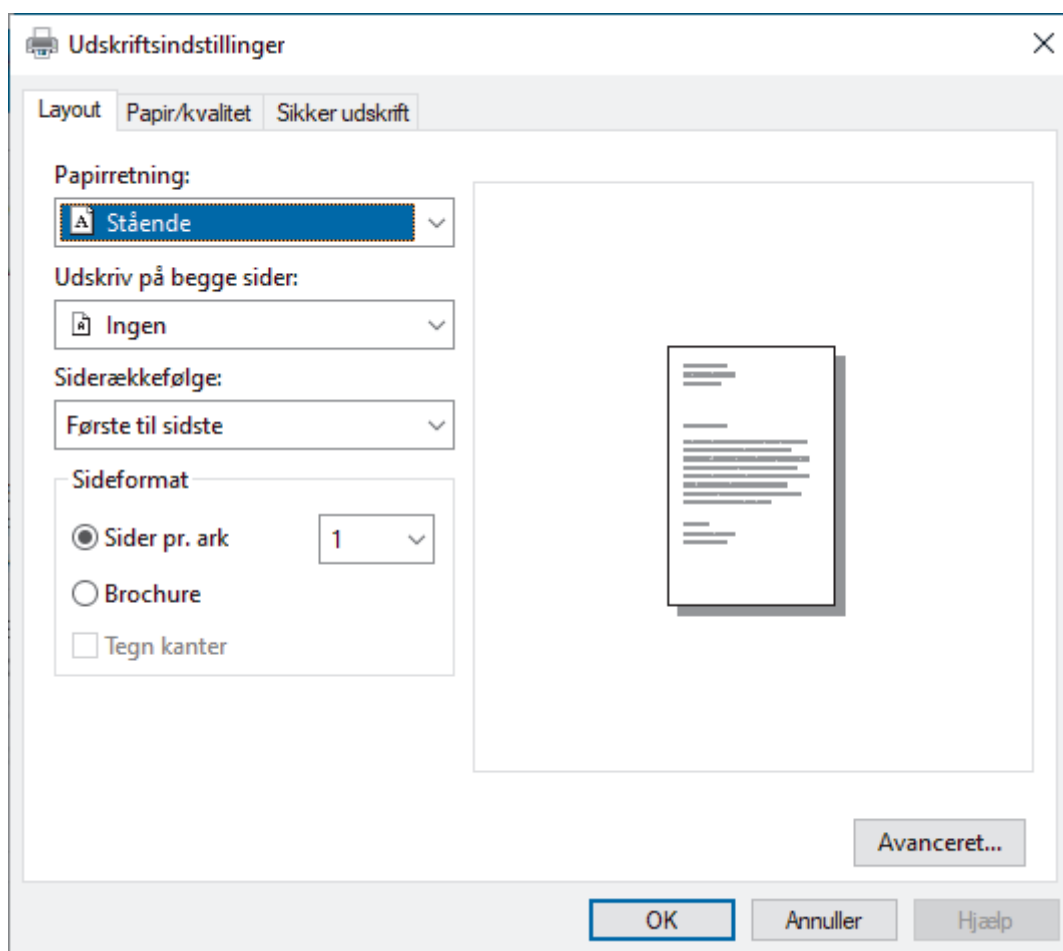 Udskriftsindstillinger
Layout Papir/kvalitet Sikker udskrift
Papirretning:
A Stående
Udskriv på begge sider:
A Ingen
Siderækkefølge:
Første til sidste
Sideformat
Sider pr. ark 1
Brochure
Tegn kanter
Avanceret...
OK Annuller Hjælp